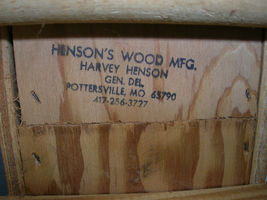 HENSON'S WOOD MFG.
HARVEY HENSON
GEN. DEL.
POTTERSVILLE, MO. 65790
417-256-3727